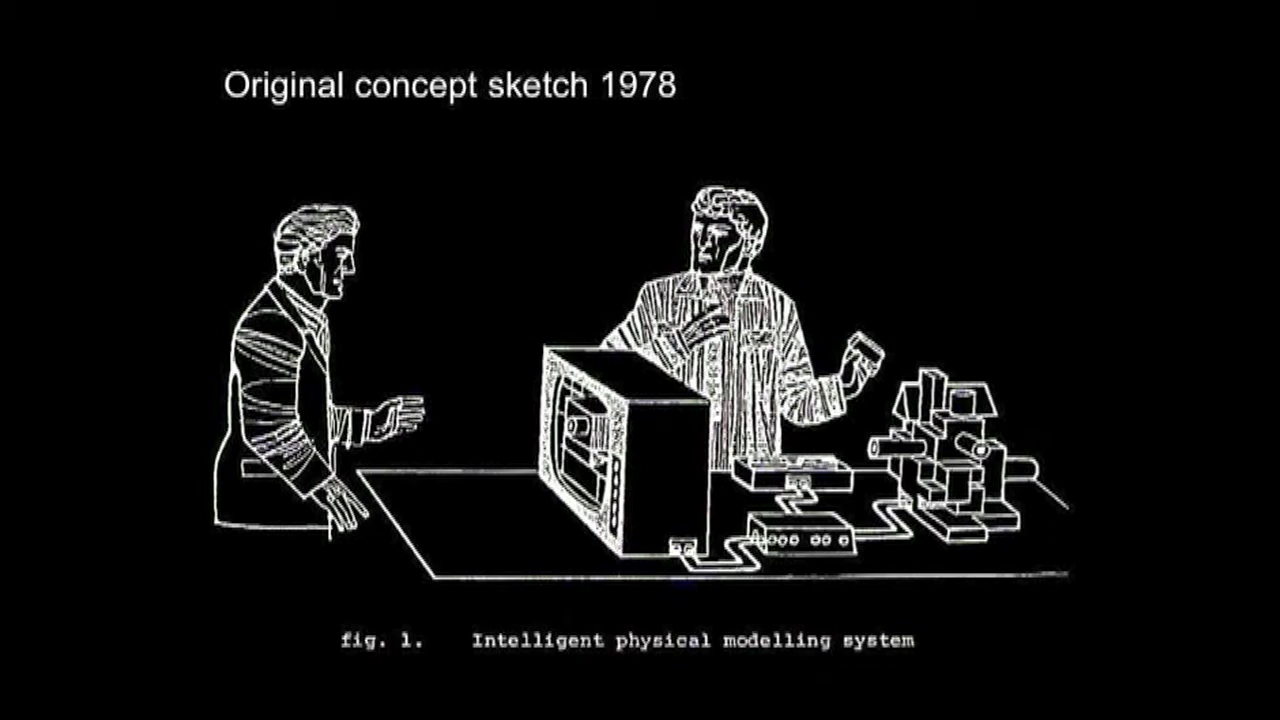 Original concept sketch 1978
fig. 1. Intelligent physical modelling system